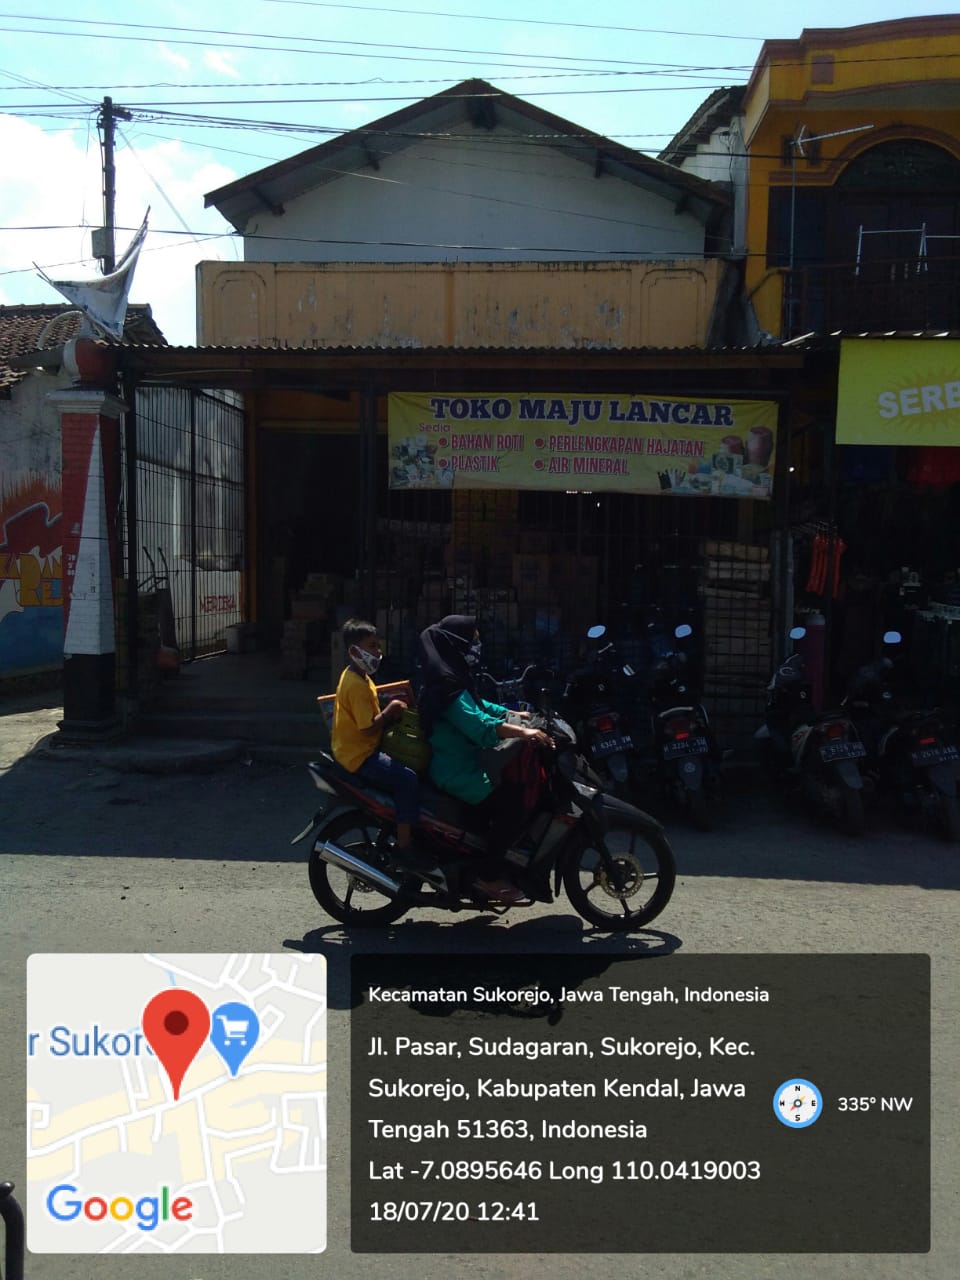 TOKO MAJU LANCAR
Sedia
• BAHAN ROTI • PERLENGKAPAN HAJATAN
• PLASTIK • AIR MINERAL
SERB
MERDEKA
r Sukor
Google
Kecamatan Sukorejo, Jawa Tengah, Indonesia
Jl. Pasar, Sudagaran, Sukorejo, Kec.
Sukorejo, Kabupaten Kendal, Jawa
Tengah 51363, Indonesia
Lat -7.0895646 Long 110.0419003
18/07/20 12:41
N
W E
S
335° NW